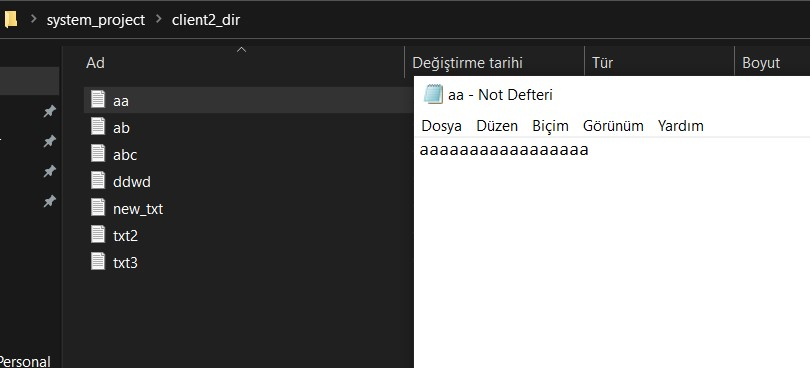 system_project > client2_dir
Ad
Değiştirme tarihi
Tür
Boyut
aa
ab
abc
ddwd
new_txt
txt2
txt3
aa - Not Defteri
Dosya Düzen Biçim Görünüm Yardım
aaaaaaaaaaaaaaaaa
Personal